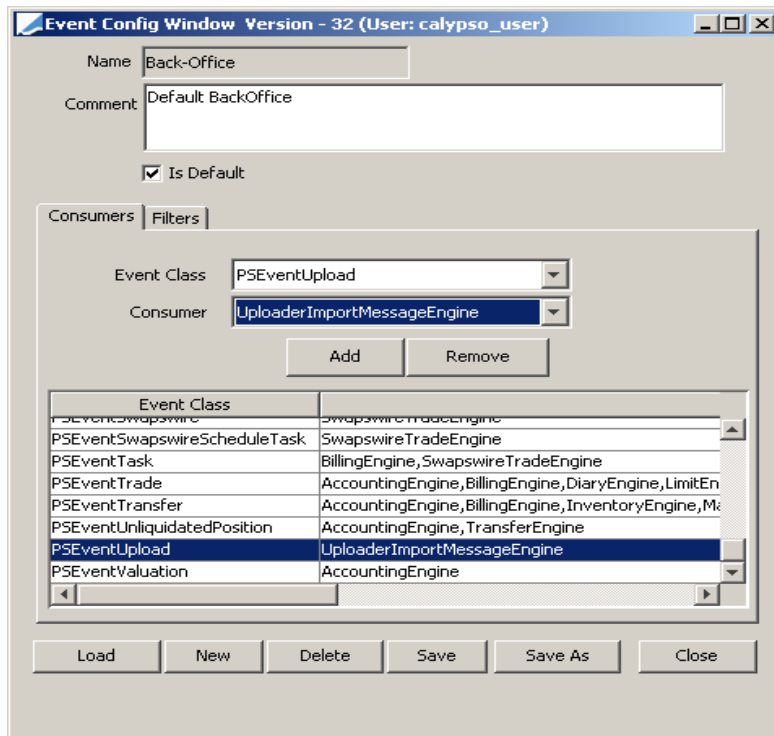 Event Config Window Version - 32 (User: calypso_user)
Name Back-Office
Comment Default BackOffice
Is Default
Consumers Filters
Event Class PSEventUpload
Consumer UploaderImportMessageEngine
Add Remove
Event Class
PSEventSwapswire SwapswireTradeEngine
PSEventSwapswireScheduleTask SwapswireTradeEngine
PSEventTask BillingEngine,SwapswireTradeEngine
PSEventTrade AccountingEngine,BillingEngine,DiaryEngine,LimitEn
PSEventTransfer AccountingEngine,BillingEngine,InventoryEngine,Ma
PSEventUnliquidatedPosition AccountingEngine,TransferEngine
PSEventUpload UploaderImportMessageEngine
PSEventValuation AccountingEngine
Load New Delete Save Save As Close